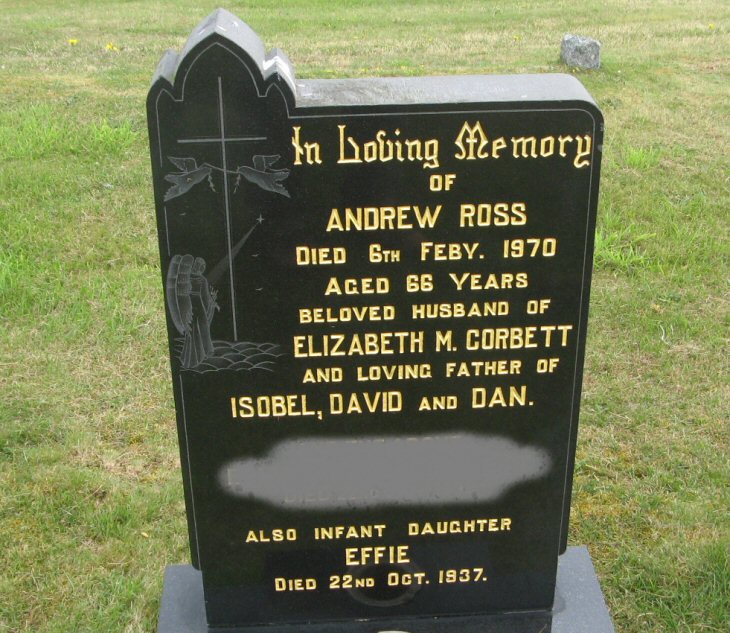 In Loving Memory
OF
ANDREW ROSS
DIED 6TH FEBY. 1970
AGED 66 YEARS
BELOVED HUSBAND OF
ELIZABETH M. CORBETT
AND LOVING FATHER OF
ISOBEL, DAVID AND DAN.
ALSO INFANT DAUGHTER
EFFIE
DIED 22ND OCT. 1937.